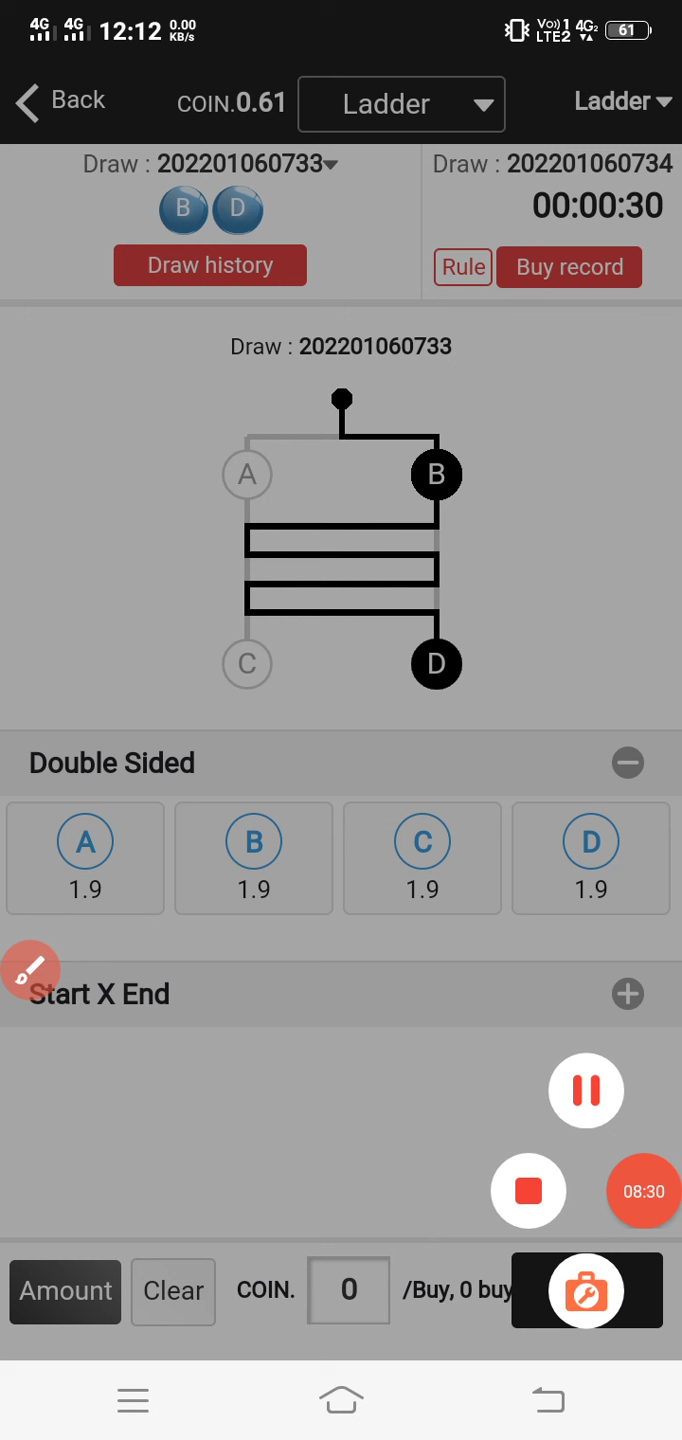 4G 4G 12:12 0.00 KB/s Vo)) 1 LTE2 4G2 61
Back COIN.0.61 Ladder Ladder
Draw : 202201060733 Draw : 202201060734
B D 00:00:30
Draw history Rule Buy record
Draw : 202201060733
A B
C D
Double Sided
A B C D
1.9 1.9 1.9 1.9
Start X End
08:30
Amount Clear COIN. 0 /Buy, 0 buy